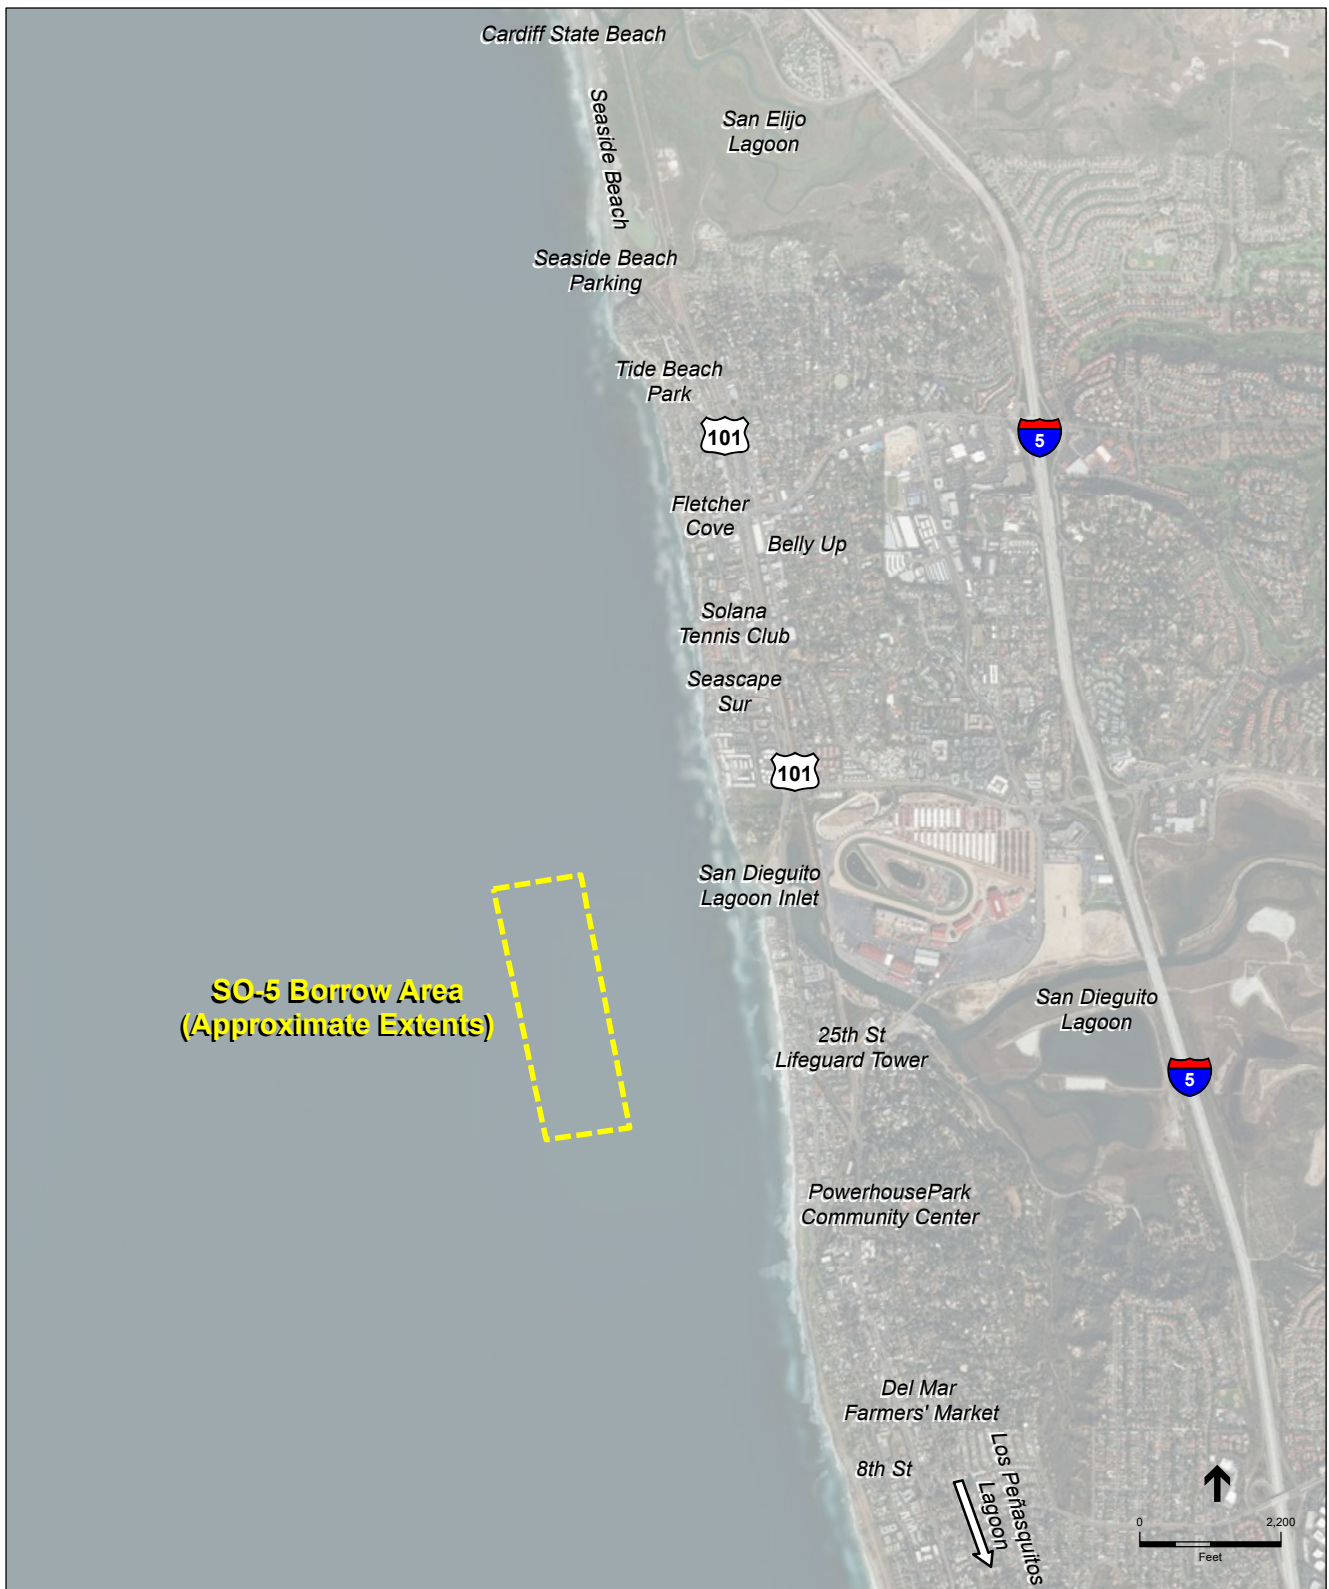 Cardiff State Beach
Seaside Beach
San Elijo
Lagoon
Seaside Beach
Parking
Tide Beach
Park
101
5
Fletcher
Cove
Belly Up
Solana
Tennis Club
Seascape
Sur
101
San Dieguito
Lagoon Inlet
SO-5 Borrow Area
(Approximate Extents)
San Dieguito
Lagoon
25th St
Lifeguard Tower
5
PowerhousePark
Community Center
Del Mar
Farmers' Market
8th St
Los Peñasquitos
Lagoon
0
2,200
Feet